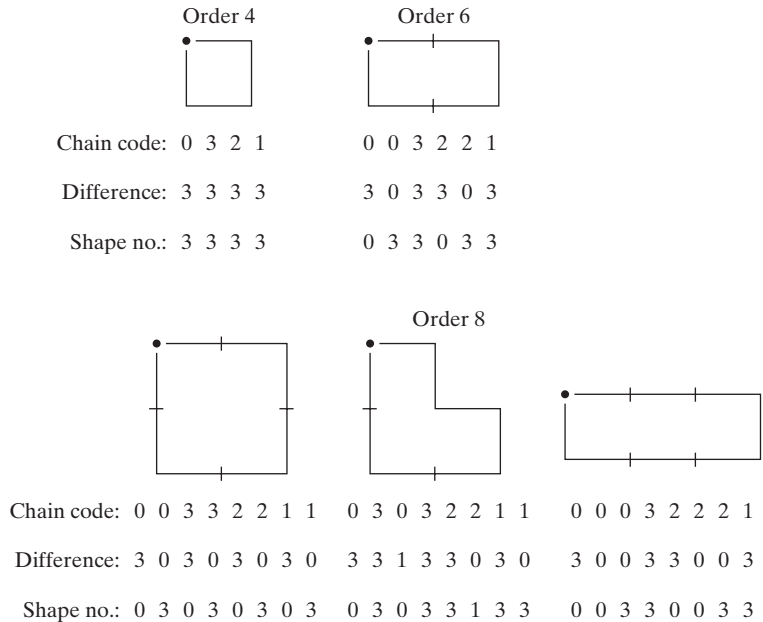 Order 4 Order 6
Chain code: 0 3 2 1 0 0 3 2 2 1
Difference: 3 3 3 3 3 0 3 3 0 3
Shape no.: 3 3 3 3 0 3 3 0 3 3
Order 8
Chain code: 0 0 3 3 2 2 1 1 0 3 0 3 2 2 1 1 0 0 0 3 2 2 2 1
Difference: 3 0 3 0 3 0 3 0 3 3 1 3 3 0 3 0 3 0 0 3 3 0 0 3
Shape no.: 0 3 0 3 0 3 0 3 0 3 0 3 3 1 3 3 0 0 3 3 0 0 3 3